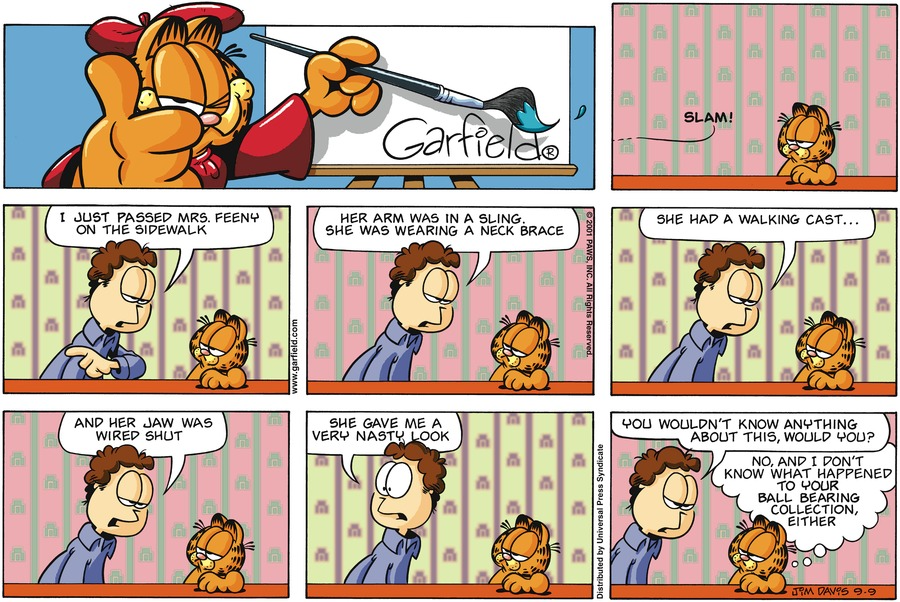 Garfield®
SLAM!
I JUST PASSED MRS. FEENY
ON THE SIDEWALK
www.garfield.com
HER ARM WAS IN A SLING.
SHE WAS WEARING A NECK BRACE
© 2001 PAWS, INC. All Rights Reserved.
SHE HAD A WALKING CAST...
AND HER JAW WAS
WIRED SHUT
SHE GAVE ME A
VERY NASTY LOOK
Distributed by Universal Press Syndicate
YOU WOULDN'T KNOW ANYTHING
ABOUT THIS, WOULD YOU?
NO, AND I DON'T
KNOW WHAT HAPPENED
TO YOUR
BALL BEARING
COLLECTION,
EITHER
JIM DAVIS 9-9